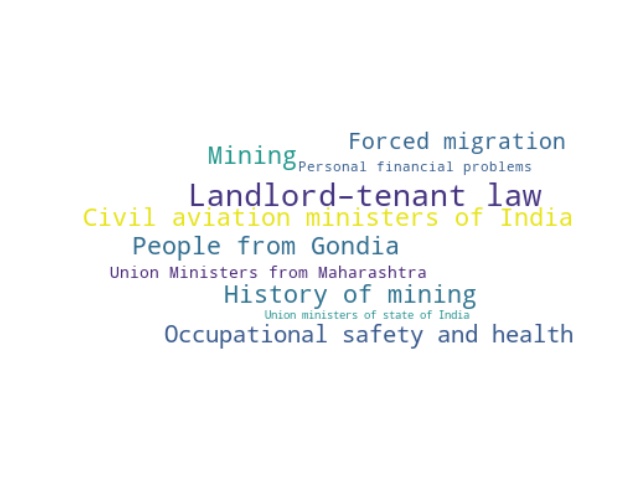 Forced migration
Mining
Personal financial problems
Landlord-tenant law
Civil aviation ministers of India
People from Gondia
Union Ministers from Maharashtra
History of mining
Union ministers of state of India
Occupational safety and health